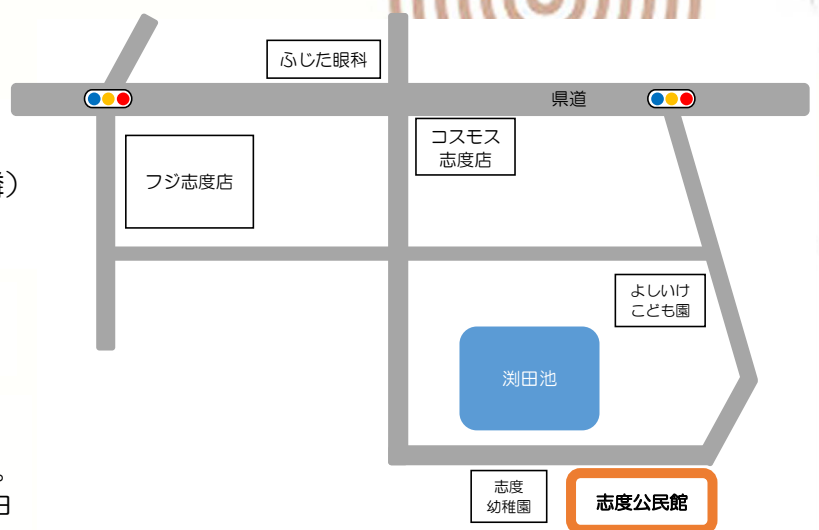 ふじた眼科
県道
コスモス
志度店
フジ志度店
よしいけ
こども園
渕田池
志度
幼稚園
志度公民館